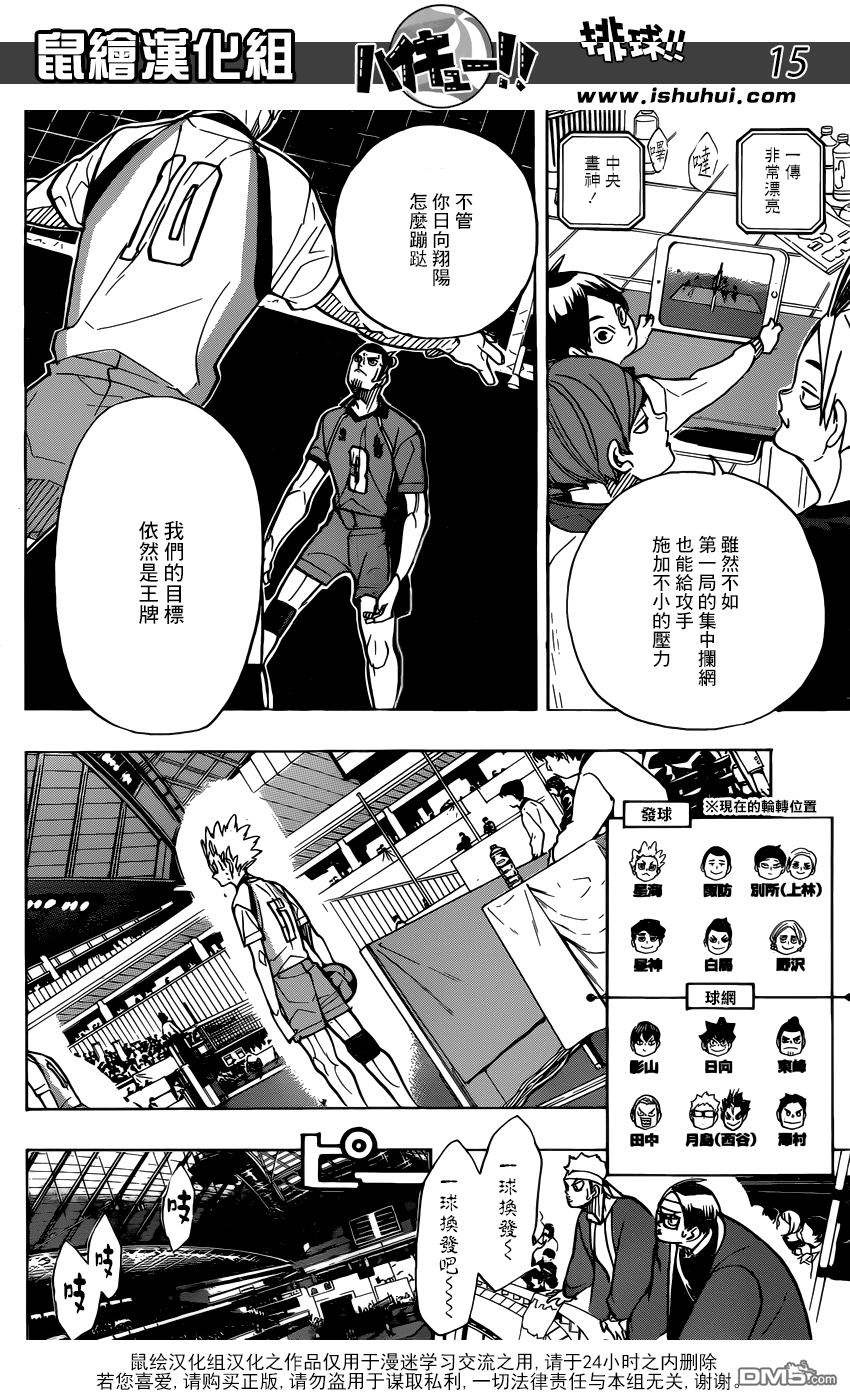 鼠繪漢化組
ハイキュー!!
排球!!
15
www.ishuhui.com
一傳
非常漂亮
中央
晝神!
噠
嗶
雖然不如
第一局的集中攔網
也能給攻手
施加不小的壓力
不管
你日向翔陽
怎麼蹦跶
10
3
我們的目標
依然是王牌
※現在的輪轉位置
發球
星海
諏訪
別所(上林)
星神
白馬
野沢
球網
影山
日向
東峰
田中
月島(西谷)
澤村
5
ピー
一球換發~
一球換發吧~~
吱
吱
吱
鼠绘汉化组汉化之作品仅用于漫迷学习交流之用, 请于24小时之内删除
若您喜爱, 请购买正版, 请勿盗用于谋取私利, 一切法律责任与本组无关, 谢谢。
DM5.com